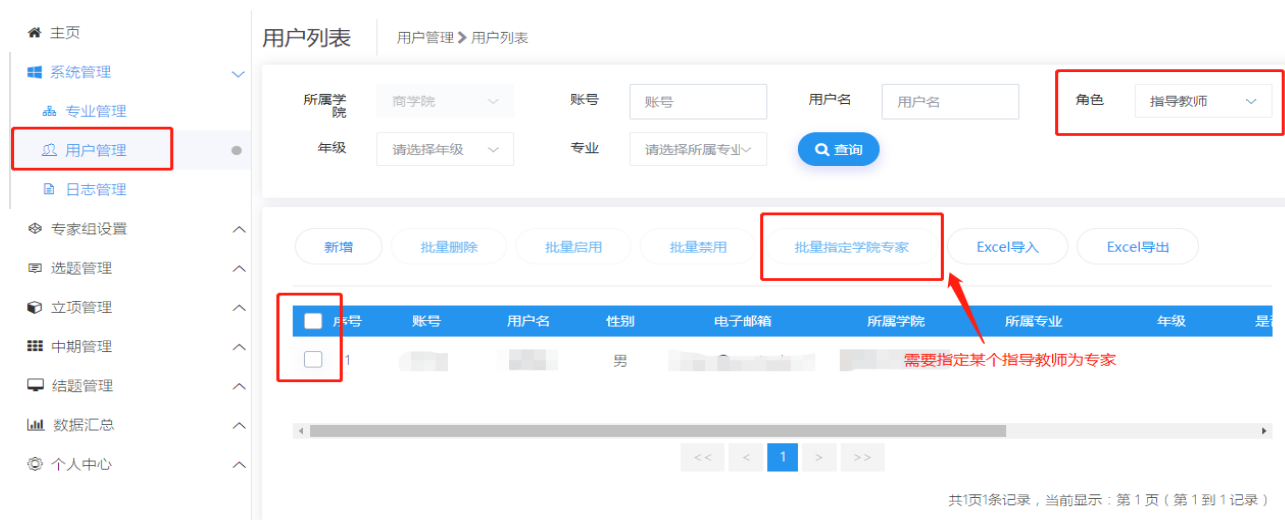 主页
系统管理
专业管理
用户管理
日志管理
专家组设置
选题管理
立项管理
中期管理
结题管理
数据汇总
个人中心
用户列表 用户管理 > 用户列表
所属学院 商学院 账号 账号 用户名 用户名 角色 指导教师
年级 请选择年级 专业 请选择所属专业 查询
新增 批量删除 批量启用 批量禁用 批量指定学院专家 Excel导入 Excel导出
序号 账号 用户名 性别 电子邮箱 所属学院 所属专业 年级 是
1 男
需要指定某个指导教师为专家
<< < 1 > >>
共1页1条记录，当前显示：第1页（第1到1记录）